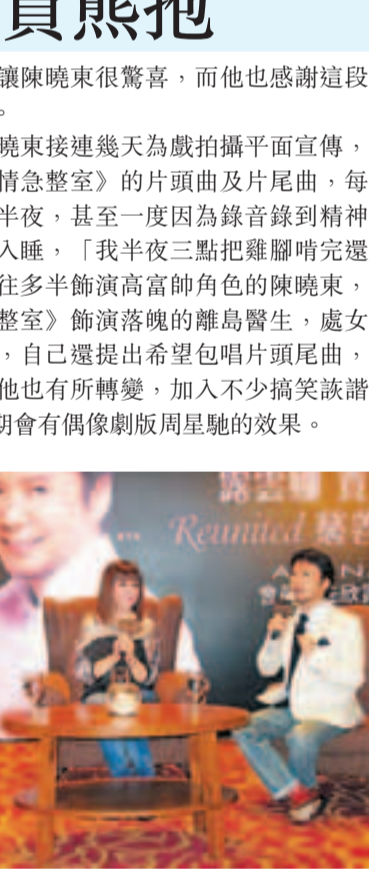 貢熊抱
讓陳曉東很驚喜，而他也感謝這段
。
曉東接連幾天為戲拍攝平面宣傳，
情急整室》的片頭曲及片尾曲，每
半夜，甚至一度因為錄音錄到精神
入睡，「我半夜三點把雞腳啃完還
往多半飾演高富帥角色的陳曉東，
整室》飾演落魄的離島醫生，處女
，自己還提出希望包唱片頭尾曲，
他也有所轉變，加入不少搞笑詼諧
期會有偶像劇版周星馳的效果。
Reunited